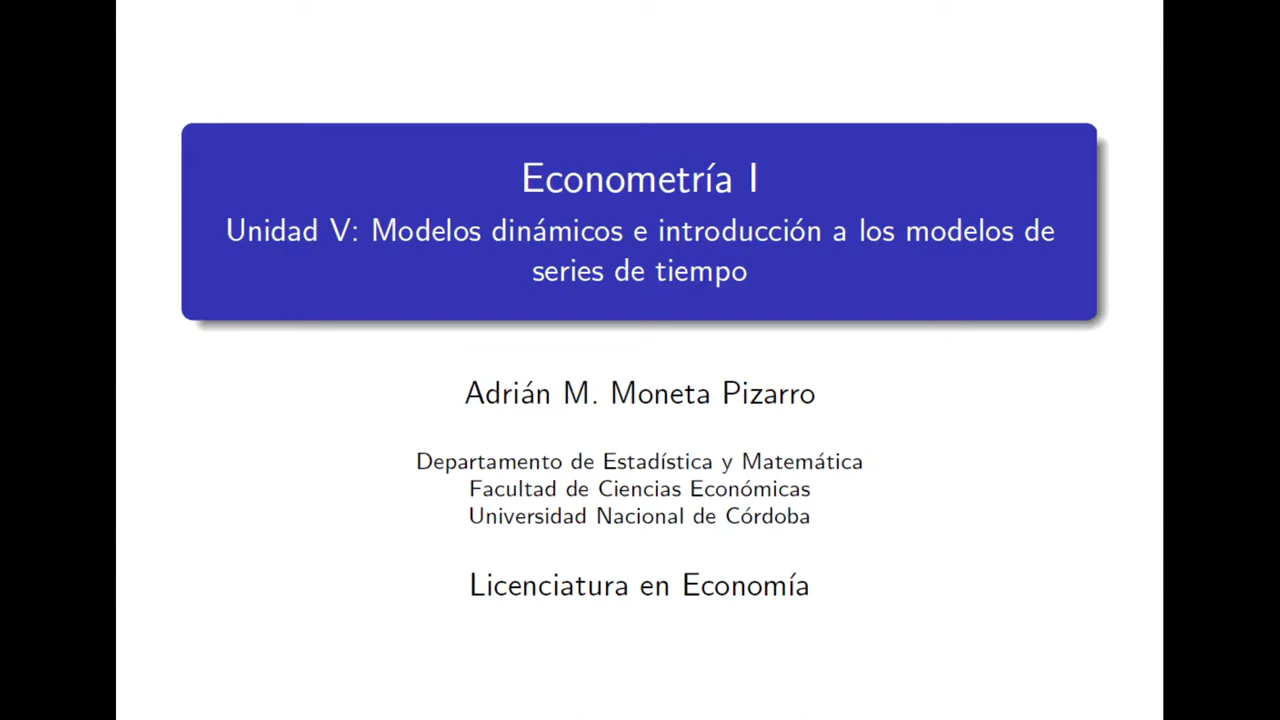 Econometría I
Unidad V: Modelos dinámicos e introducción a los modelos de
series de tiempo
Adrián M. Moneta Pizarro
Departamento de Estadística y Matemática
Facultad de Ciencias Económicas
Universidad Nacional de Córdoba
Licenciatura en Economía